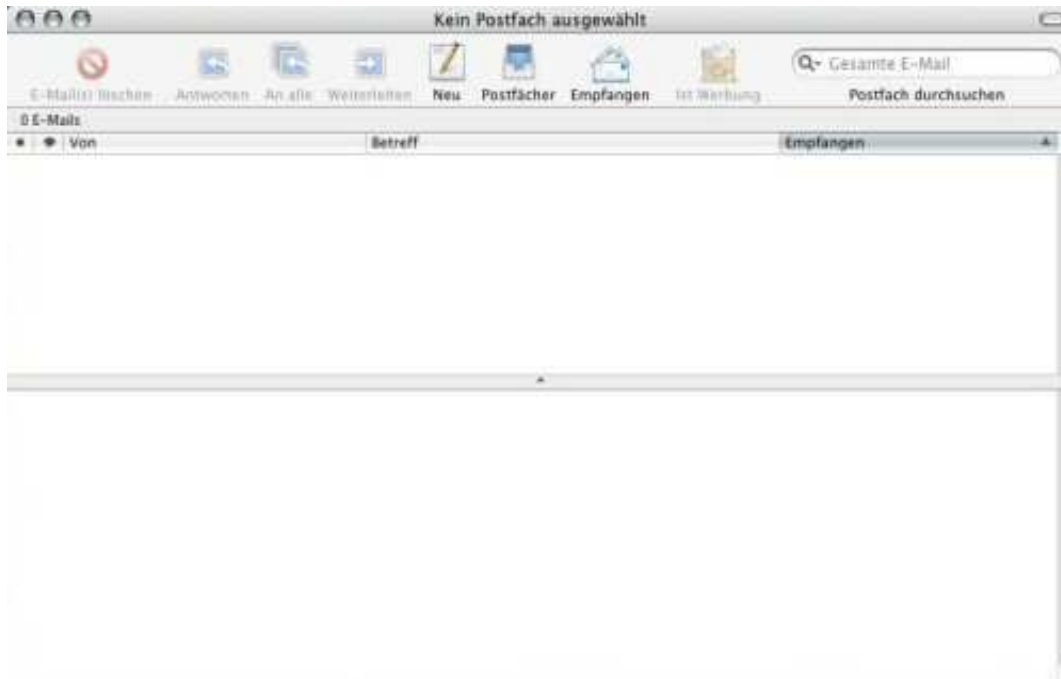 Kein Postfach ausgewählt
E-Mail(s) löschen Antworten An alle Weiterleiten Neu Postfächer Empfangen Ist Werbung Gesamte E-Mail
Postfach durchsuchen
0 E-Mails
Von Betreff Empfangen